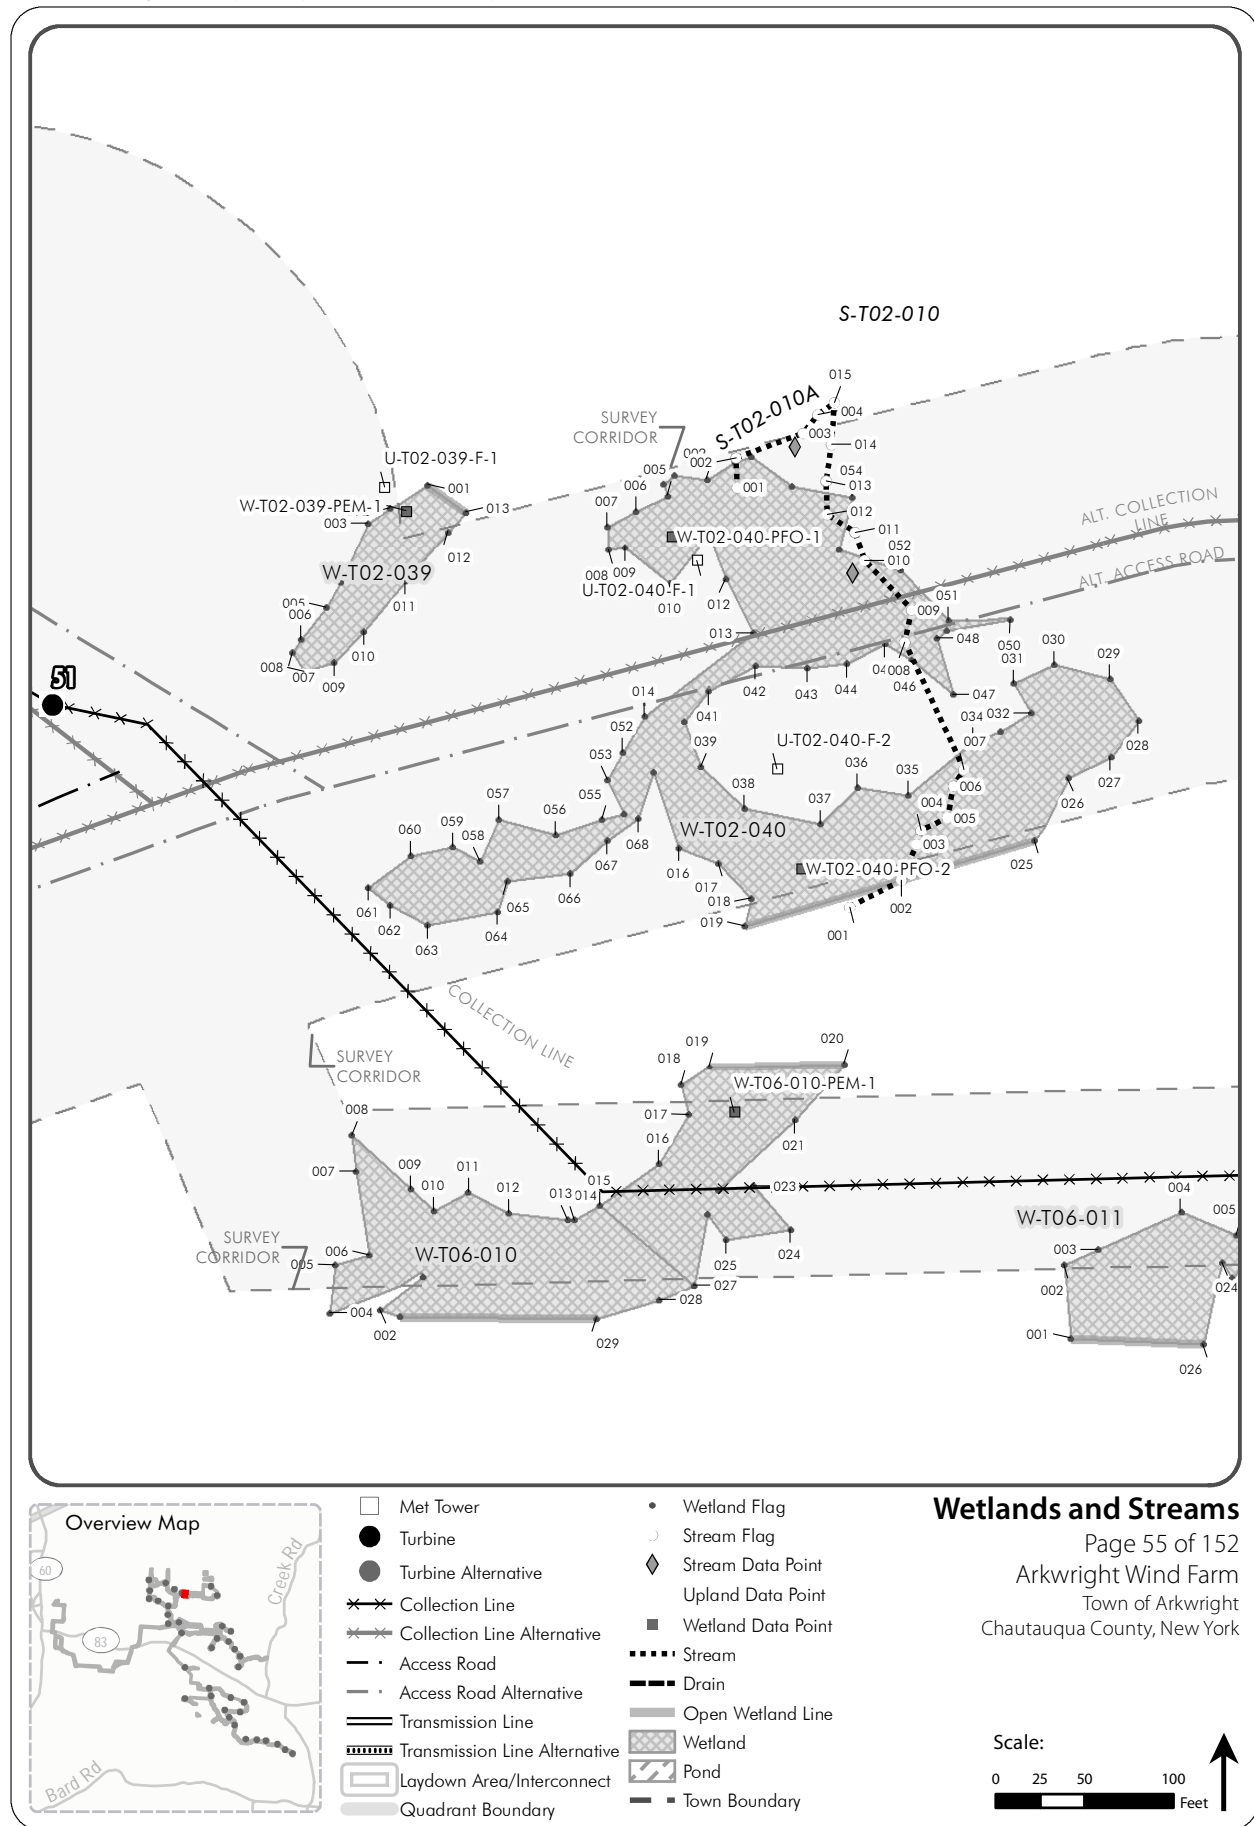 S-T02-010
015
S-T02-010A
004
SURVEY
CORRIDOR
003
014
U-T02-039-F-1
002
005
054
001
013
W-T02-039-PEM-1
006
001
013
003
007
012
ALT. COLLECTION
LINE
011
W-T02-040-PFO-1
012
052
010
ALT. ACCESS ROAD
W-T02-039
008
009
U-T02-040-F-1
005
010
012
051
006
011
009
013
048
050
030
010
008
031
029
008
007
009
042
043
044
046
047
51
014
041
034
032
052
U-T02-040-F-2
007
028
039
053
036
035
006
027
038
026
057
056
055
037
004
005
059
060
058
068
W-T02-040
003
067
016
025
W-T02-040-PFO-2
017
066
065
018
061
002
062
064
019
063
001
COLLECTION LINE
020
019
SURVEY
CORRIDOR
018
W-T06-010-PEM-1
008
017
021
016
009
011
007
010
012
015
013
014
023
004
W-T06-011
005
SURVEY
CORRIDOR
006
W-T06-010
024
003
005
025
027
002
024
028
004
002
001
029
026
Overview Map
60
Creek Rd
83
Bard Rd
Met Tower
Turbine
Turbine Alternative
Collection Line
Collection Line Alternative
Access Road
Access Road Alternative
Transmission Line
Transmission Line Alternative
Laydown Area/Interconnect
Quadrant Boundary
Wetland Flag
Stream Flag
Stream Data Point
Upland Data Point
Wetland Data Point
Stream
Drain
Open Wetland Line
Wetland
Pond
Town Boundary
Wetlands and Streams
Page 55 of 152
Arkwright Wind Farm
Town of Arkwright
Chautauqua County, New York
Scale:
0 25 50 100
Feet